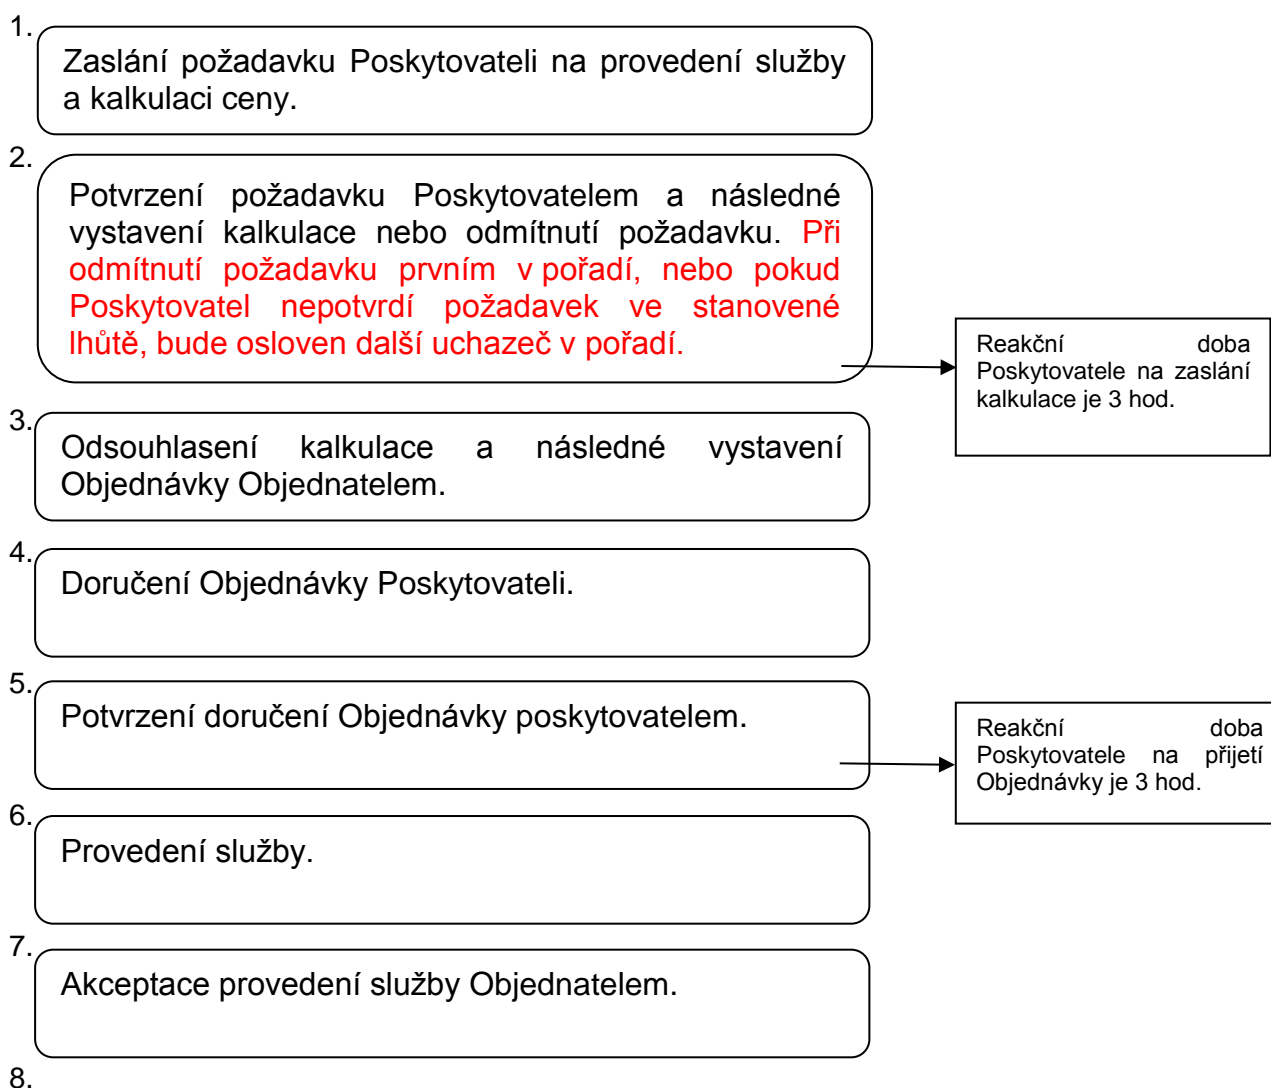 1.
Zaslání požadavku Poskytovateli na provedení služby
a kalkulaci ceny.
2.
Potvrzení požadavku Poskytovatelem a následné
vystavení kalkulace nebo odmítnutí požadavku. Při
odmítnutí požadavku prvním v pořadí, nebo pokud
Poskytovatel nepotvrdí požadavek ve stanovené
lhůtě, bude osloven další uchazeč v pořadí.
Reakční doba
Poskytovatele na zaslání
kalkulace je 3 hod.
3.
Odsouhlasení kalkulace a následné vystavení
Objednávky Objednatelem.
4.
Doručení Objednávky Poskytovateli.
5.
Potvrzení doručení Objednávky poskytovatelem.
Reakční doba
Poskytovatele na přijetí
Objednávky je 3 hod.
6.
Provedení služby.
7.
Akceptace provedení služby Objednatelem.
8.